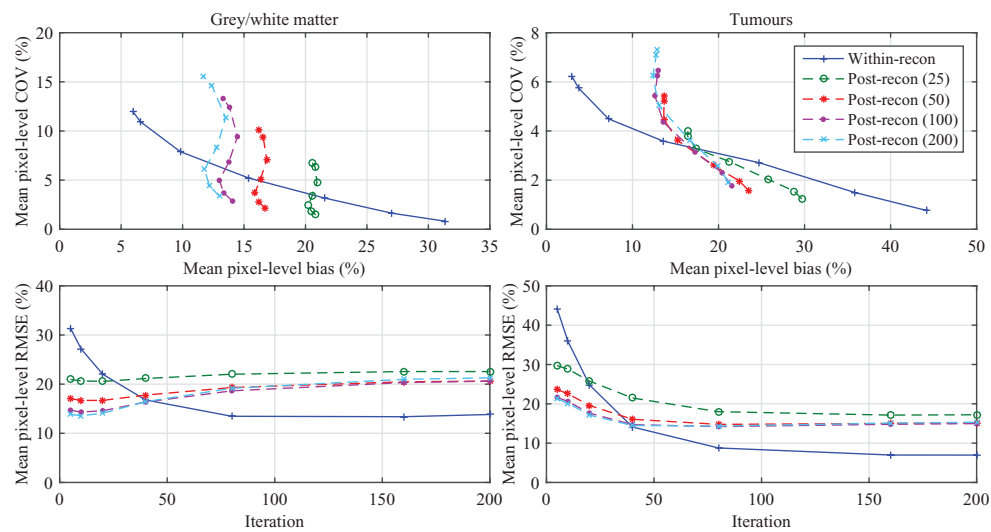 Grey/white matter
Mean pixel-level COV (%)
20
15
10
5
0
0 5 10 15 20 25 30 35
Mean pixel-level bias (%)
Tumours
Mean pixel-level COV (%)
8
6
4
2
0
0 10 20 30 40 50
Mean pixel-level bias (%)
Within-recon
Post-recon (25)
Post-recon (50)
Post-recon (100)
Post-recon (200)
Mean pixel-level RMSE (%)
40
30
20
10
0
0 50 100 150 200
Iteration
Mean pixel-level RMSE (%)
50
40
30
20
10
0
0 50 100 150 200
Iteration